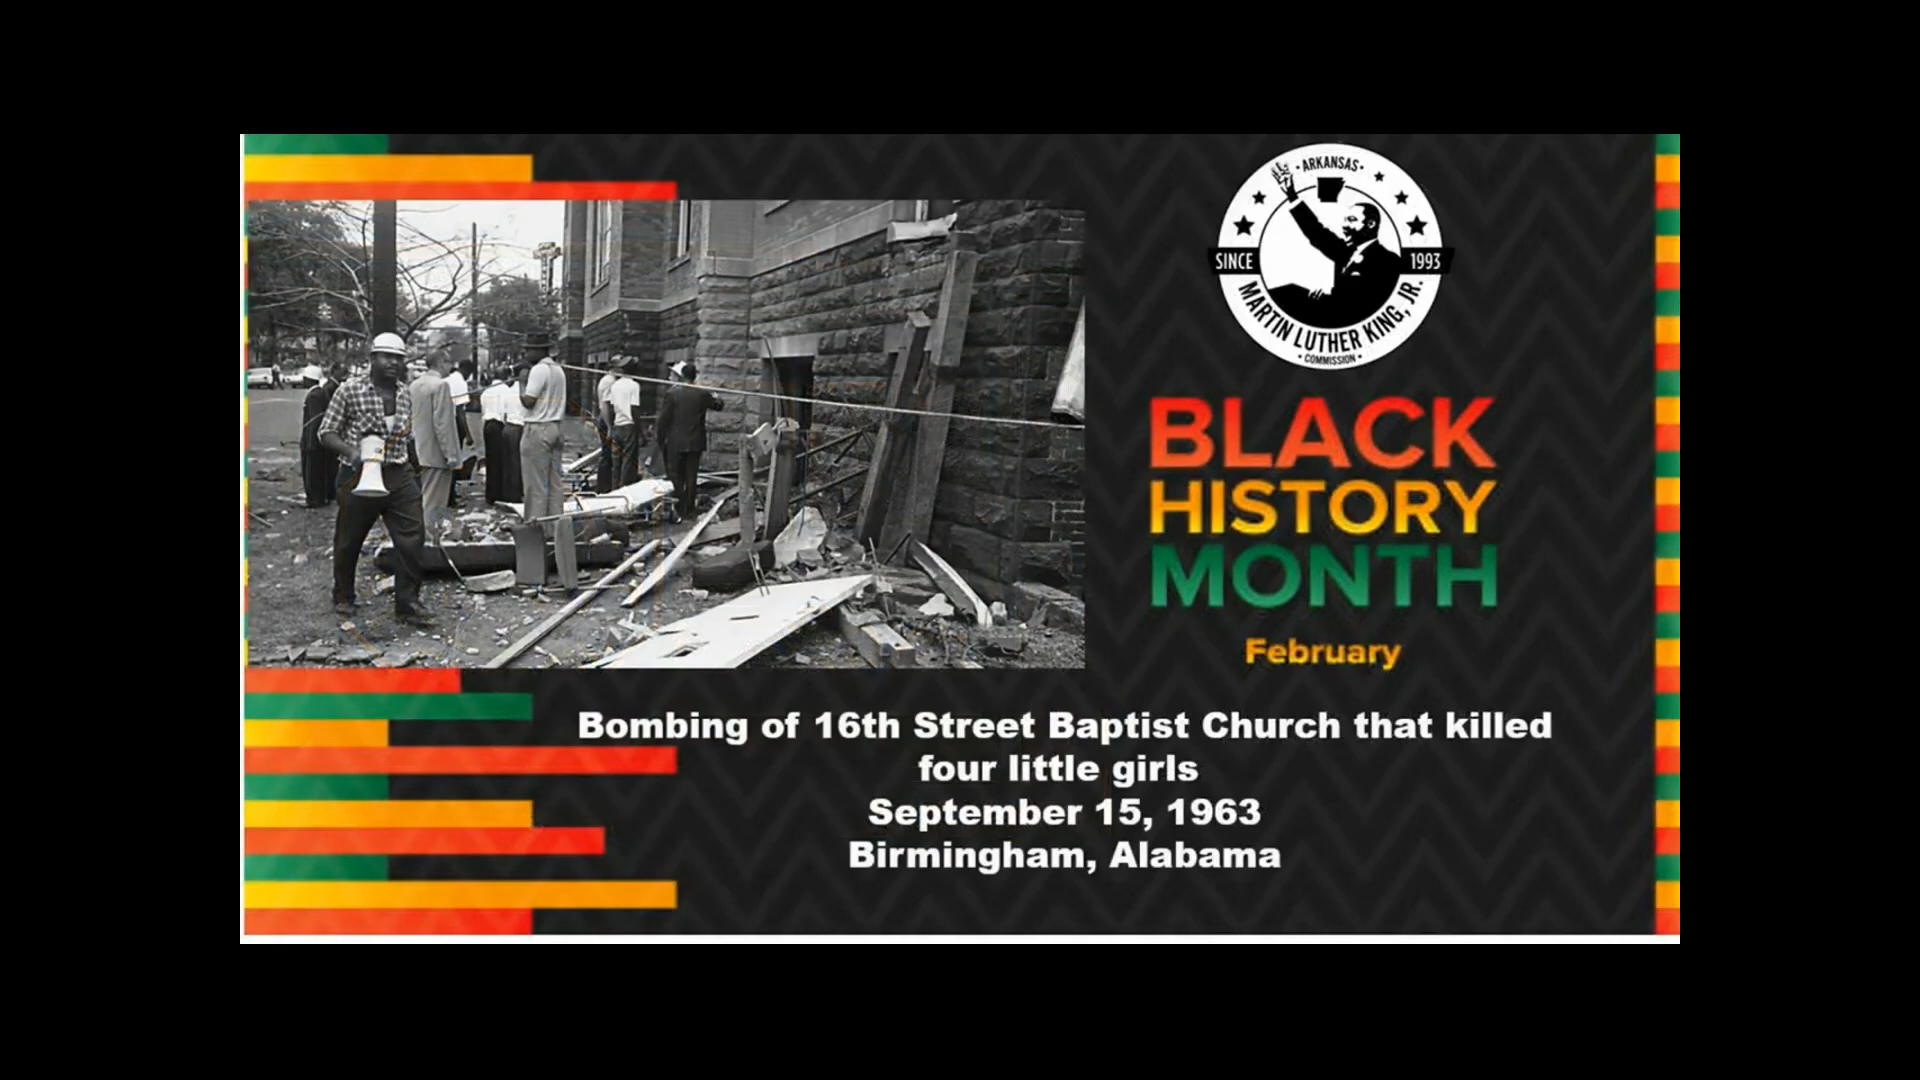 • ARKANSAS •
SINCE 1993
MARTIN LUTHER KING, JR.
• COMMISSION •
BLACK
HISTORY
MONTH
February
Bombing of 16th Street Baptist Church that killed
four little girls
September 15, 1963
Birmingham, Alabama